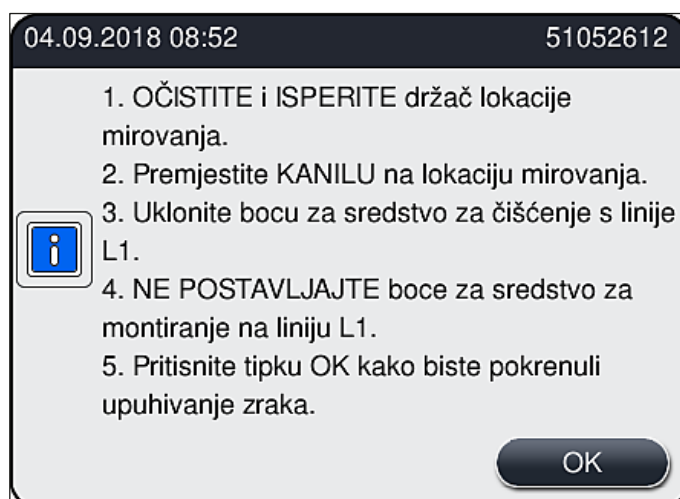 04.09.2018 08:52 51052612
1. OČISTITE i ISPERITE držač lokacije
mirovanja.
2. Premjestite KANILU na lokaciju mirovanja.
3. Uklonite bocu za sredstvo za čišćenje s linije
L1.
4. NE POSTAVLJAJTE boce za sredstvo za
montiranje na liniju L1.
5. Pritisnite tipku OK kako biste pokrenuli
upuhivanje zraka.
OK